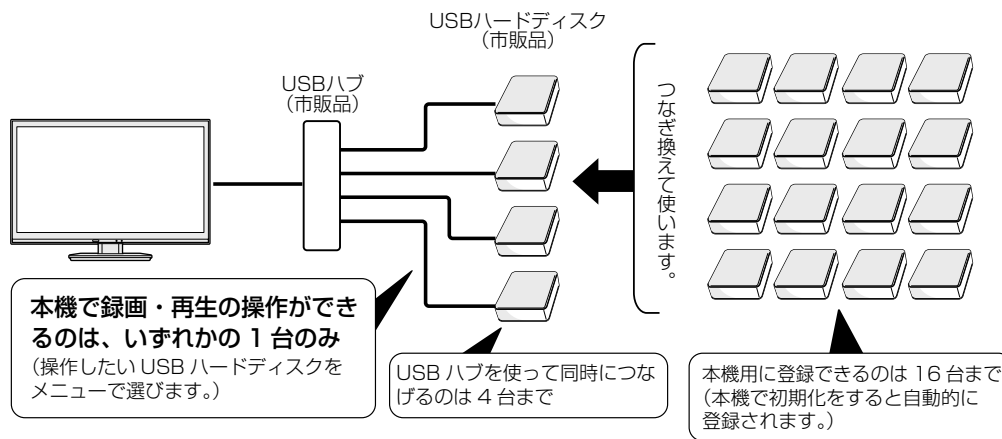 USBハードディスク
（市販品）
USBハブ
（市販品）
つなぎ換えて使います。
本機で録画・再生の操作ができ
るのは、いずれかの 1 台のみ
（操作したい USB ハードディスクを
メニューで選びます。）
USB ハブを使って同時につな
げるのは 4 台まで
本機用に登録できるのは 16 台まで
（本機で初期化をすると自動的に
登録されます。）